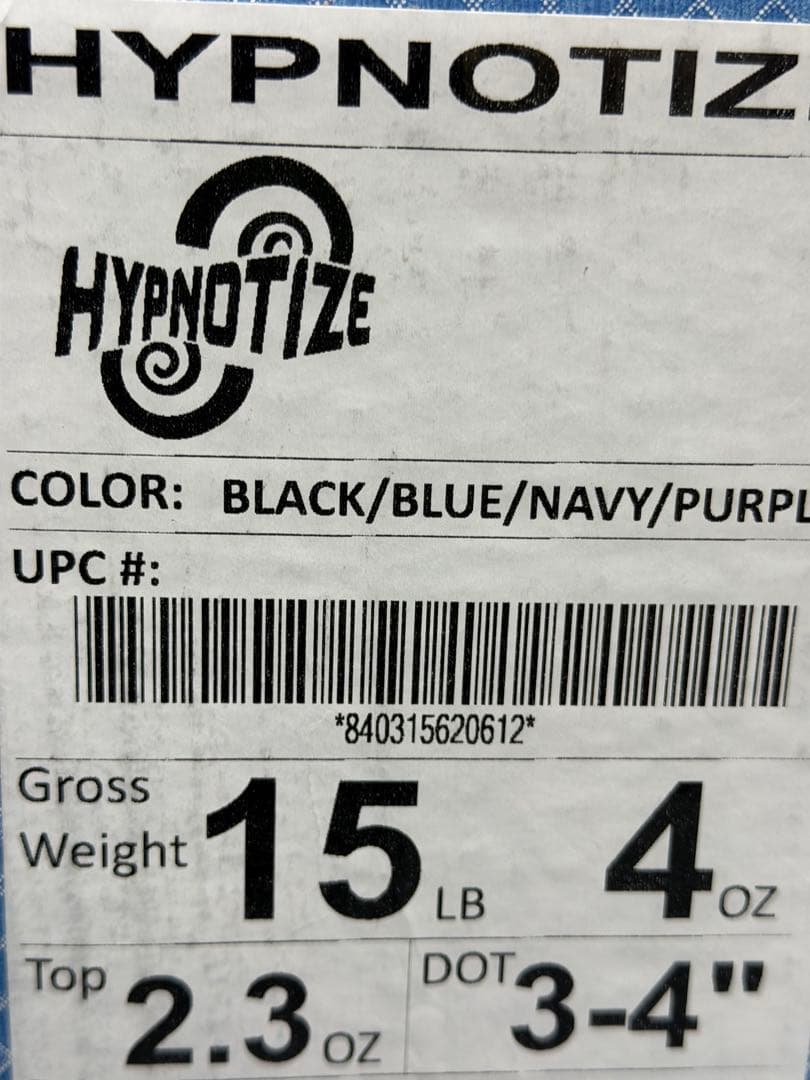 HYPNOTIZ
HYPNOTIZE
COLOR: BLACK/BLUE/NAVY/PURPL
UPC #:
*840315620612*
Gross Weight 15 LB 4 OZ
Top 2.3 OZ DOT 3-4"